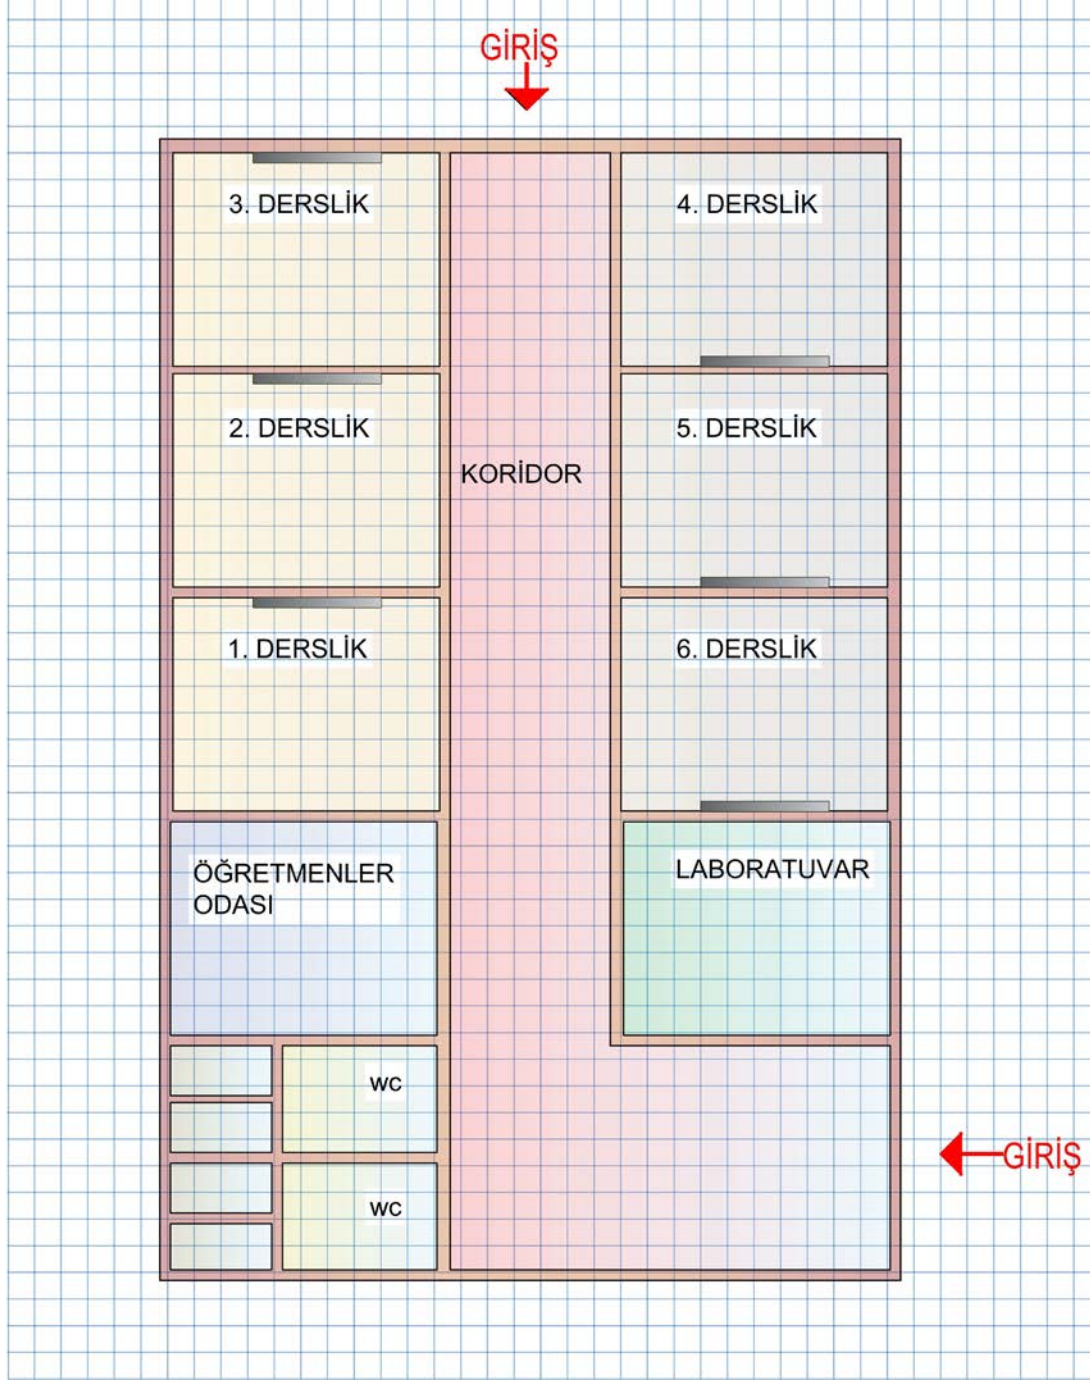 GİRİŞ
3. DERSLİK
4. DERSLİK
2. DERSLİK
5. DERSLİK
KORİDOR
1. DERSLİK
6. DERSLİK
ÖĞRETMENLER
ODASI
LABORATUVAR
WC
GİRİŞ
WC